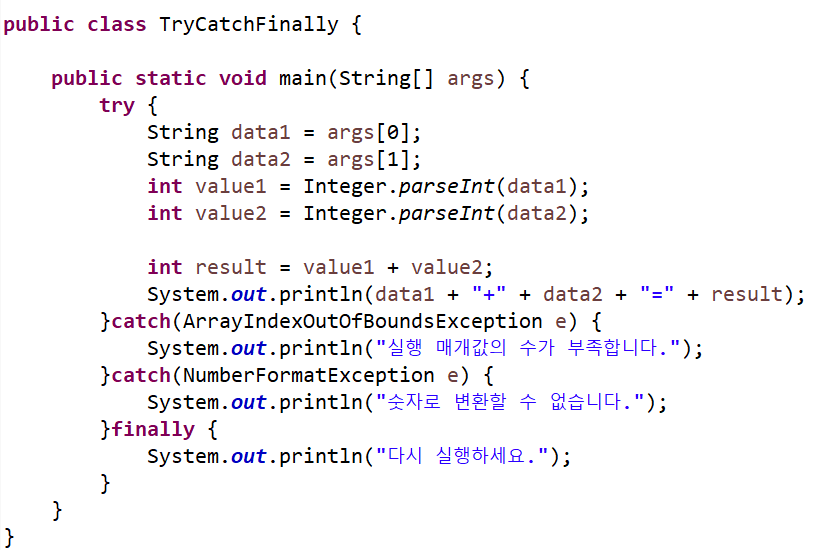 public class TryCatchFinally {
public static void main(String[] args) {
try {
String data1 = args[0];
String data2 = args[1];
int value1 = Integer.parseInt(data1);
int value2 = Integer.parseInt(data2);
int result = value1 + value2;
System.out.println(data1 + "+" + data2 + "=" + result);
}catch(ArrayIndexOutOfBoundsException e) {
System.out.println("실행 매개값의 수가 부족합니다.");
}catch(NumberFormatException e) {
System.out.println("숫자로 변환할 수 없습니다.");
}finally {
System.out.println("다시 실행하세요.");
}
}
}